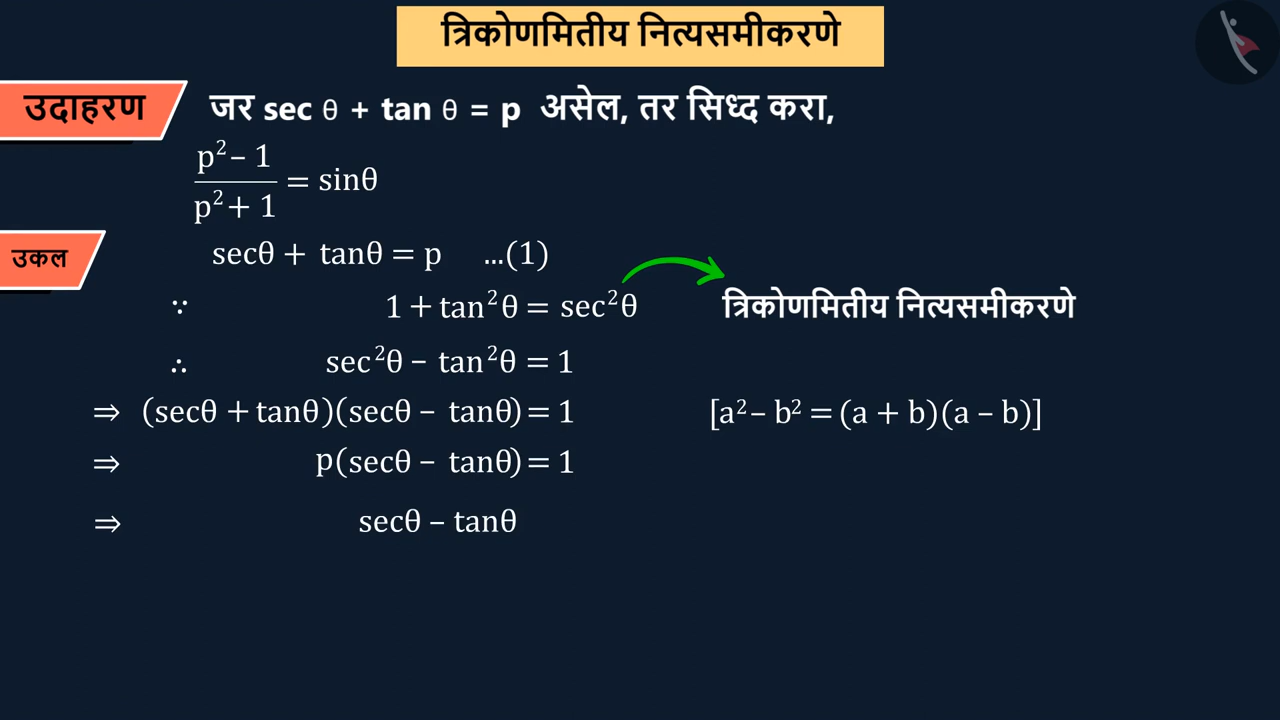 त्रिकोणमितीय नित्यसमीकरणे
उदाहरण जर sec θ + tan θ = p असेल, तर सिध्द करा,
(p² – 1)/(p² + 1) = sinθ
उकल secθ + tanθ = p ...(1)
∵ 1 + tan²θ = sec²θ त्रिकोणमितीय नित्यसमीकरणे
∴ sec²θ – tan²θ = 1
⇒ (secθ + tanθ)(secθ – tanθ) = 1 [a² – b² = (a + b)(a – b)]
⇒ p(secθ – tanθ) = 1
⇒ secθ – tanθ